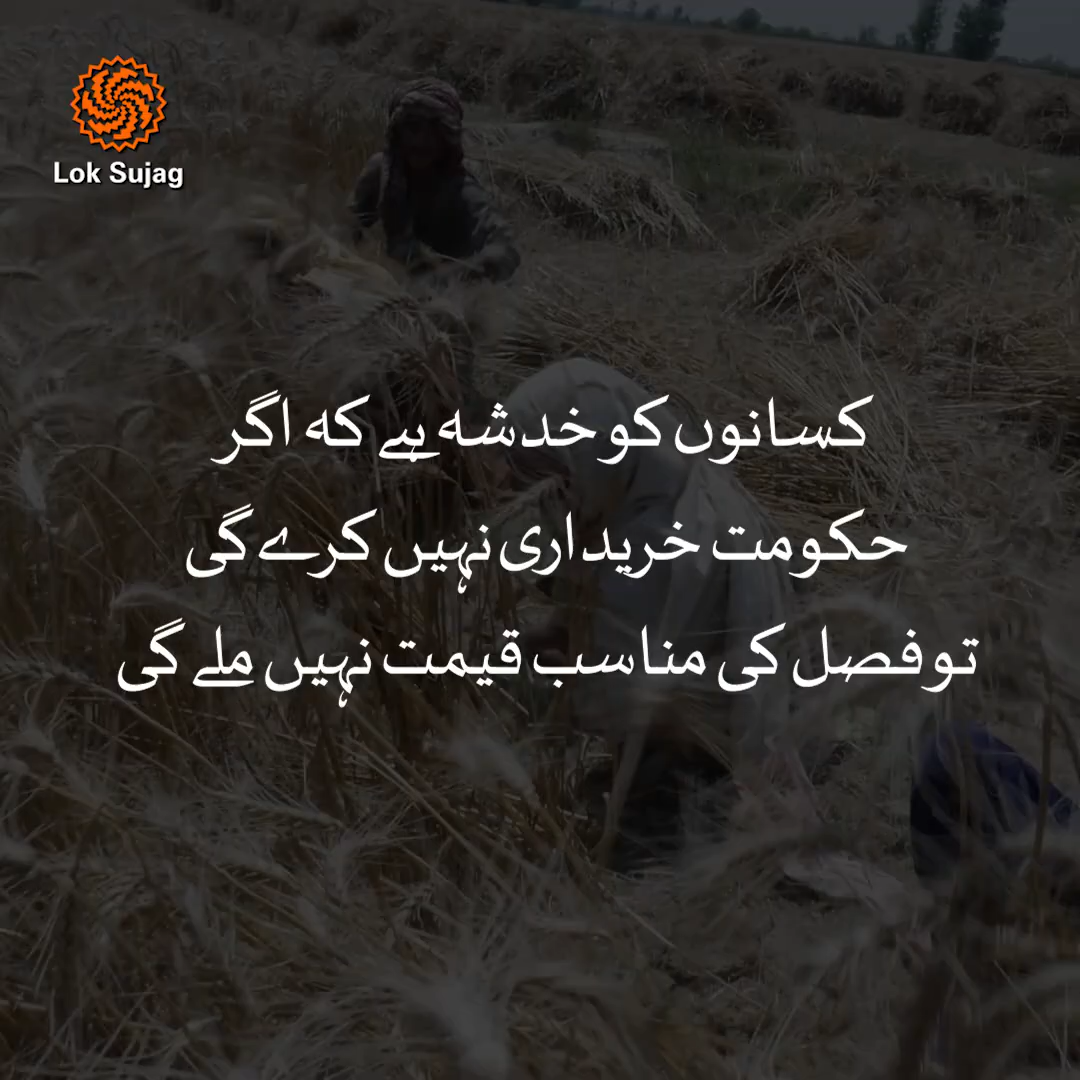 Lok Sujag
کسانوں کو خدشہ ہے کہ اگر
حکومت خریداری نہیں کرے گی
تو فصل کی مناسب قیمت نہیں ملے گی